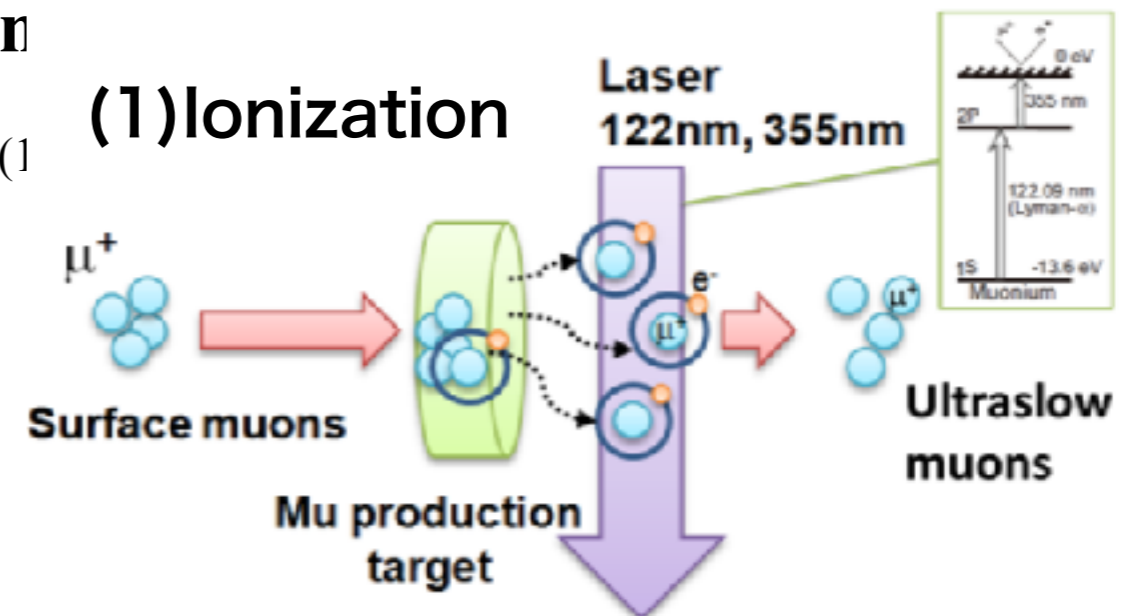 (1)Ionization
Laser
122nm, 355nm
0 eV
355 nm
2P
122.09 nm
(Lyman-α)
1S -13.6 eV
Muonium
μ⁺
e⁻
μ⁺
μ⁺
Surface muons
Mu production
target
Ultraslow
muons